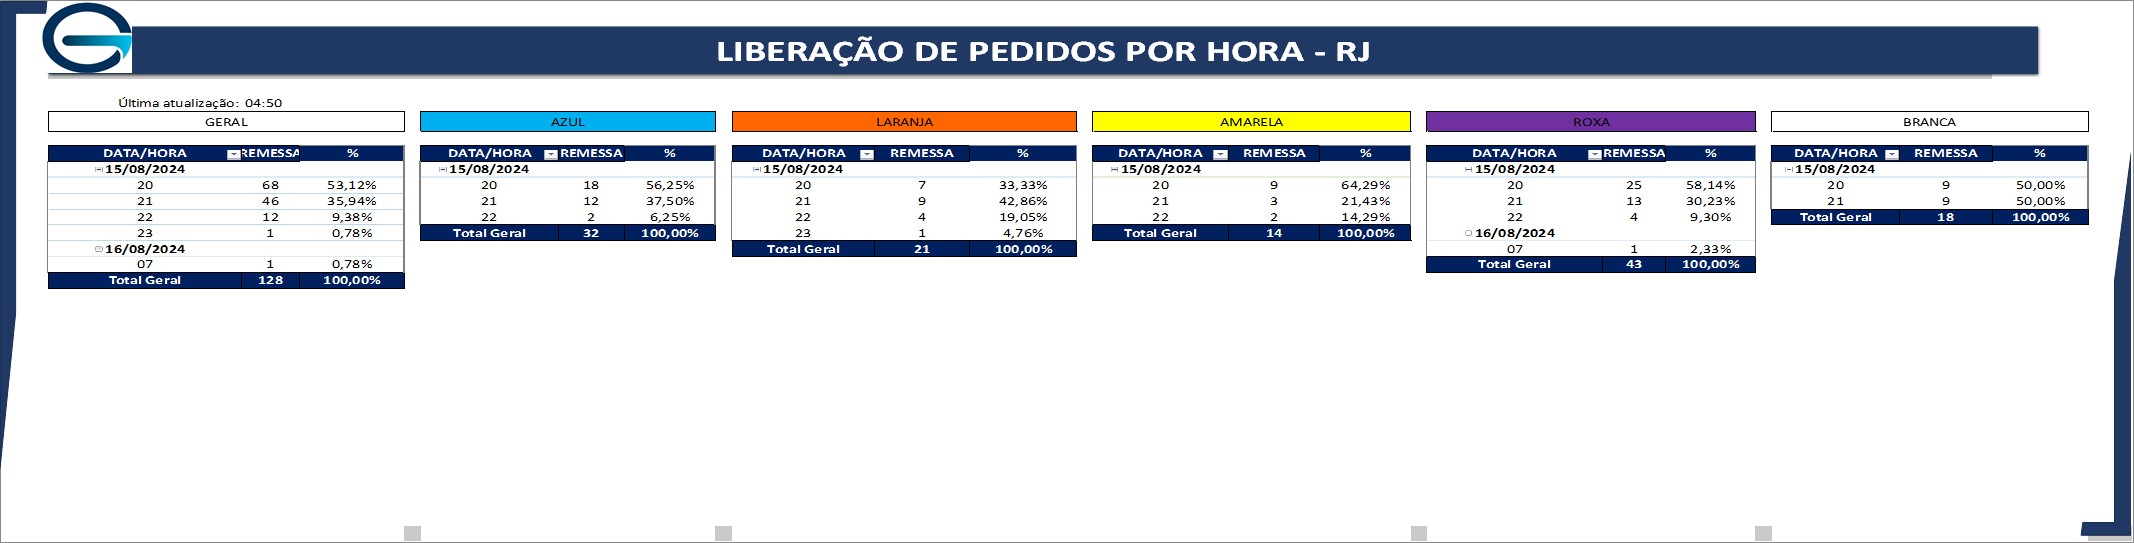 LIBERAÇÃO DE PEDIDOS POR HORA - RJ
Última atualização: 04:50
GERAL
DATA/HORA REMESSA %
15/08/2024
20 68 53,12%
21 46 35,94%
22 12 9,38%
23 1 0,78%
16/08/2024
07 1 0,78%
Total Geral 128 100,00%
AZUL
DATA/HORA REMESSA %
15/08/2024
20 18 56,25%
21 12 37,50%
22 2 6,25%
Total Geral 32 100,00%
LARANJA
DATA/HORA REMESSA %
15/08/2024
20 7 33,33%
21 9 42,86%
22 4 19,05%
23 1 4,76%
Total Geral 21 100,00%
AMARELA
DATA/HORA REMESSA %
15/08/2024
20 9 64,29%
21 3 21,43%
22 2 14,29%
Total Geral 14 100,00%
ROXA
DATA/HORA REMESSA %
15/08/2024
20 25 58,14%
21 13 30,23%
22 4 9,30%
16/08/2024
07 1 2,33%
Total Geral 43 100,00%
BRANCA
DATA/HORA REMESSA %
15/08/2024
20 9 50,00%
21 9 50,00%
Total Geral 18 100,00%